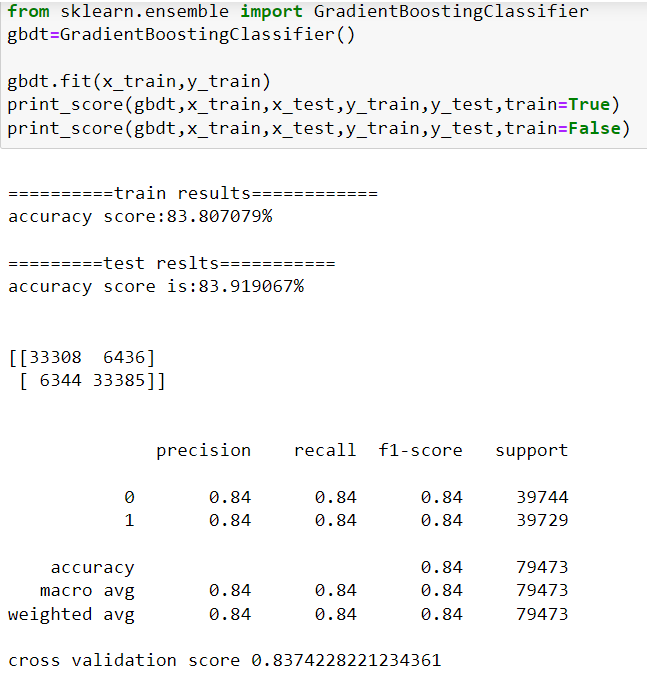 from sklearn.ensemble import GradientBoostingClassifier
gbdt=GradientBoostingClassifier()
gbdt.fit(x_train,y_train)
print_score(gbdt,x_train,x_test,y_train,y_test,train=True)
print_score(gbdt,x_train,x_test,y_train,y_test,train=False)
==========train results============
accuracy score:83.807079%
=========test reslts===========
accuracy score is:83.919067%
[[33308  6436]
 [ 6344 33385]]
precision    recall  f1-score   support
0       0.84      0.84      0.84     39744
1       0.84      0.84      0.84     39729
accuracy                           0.84     79473
macro avg       0.84      0.84      0.84     79473
weighted avg       0.84      0.84      0.84     79473
cross validation score 0.8374228221234361